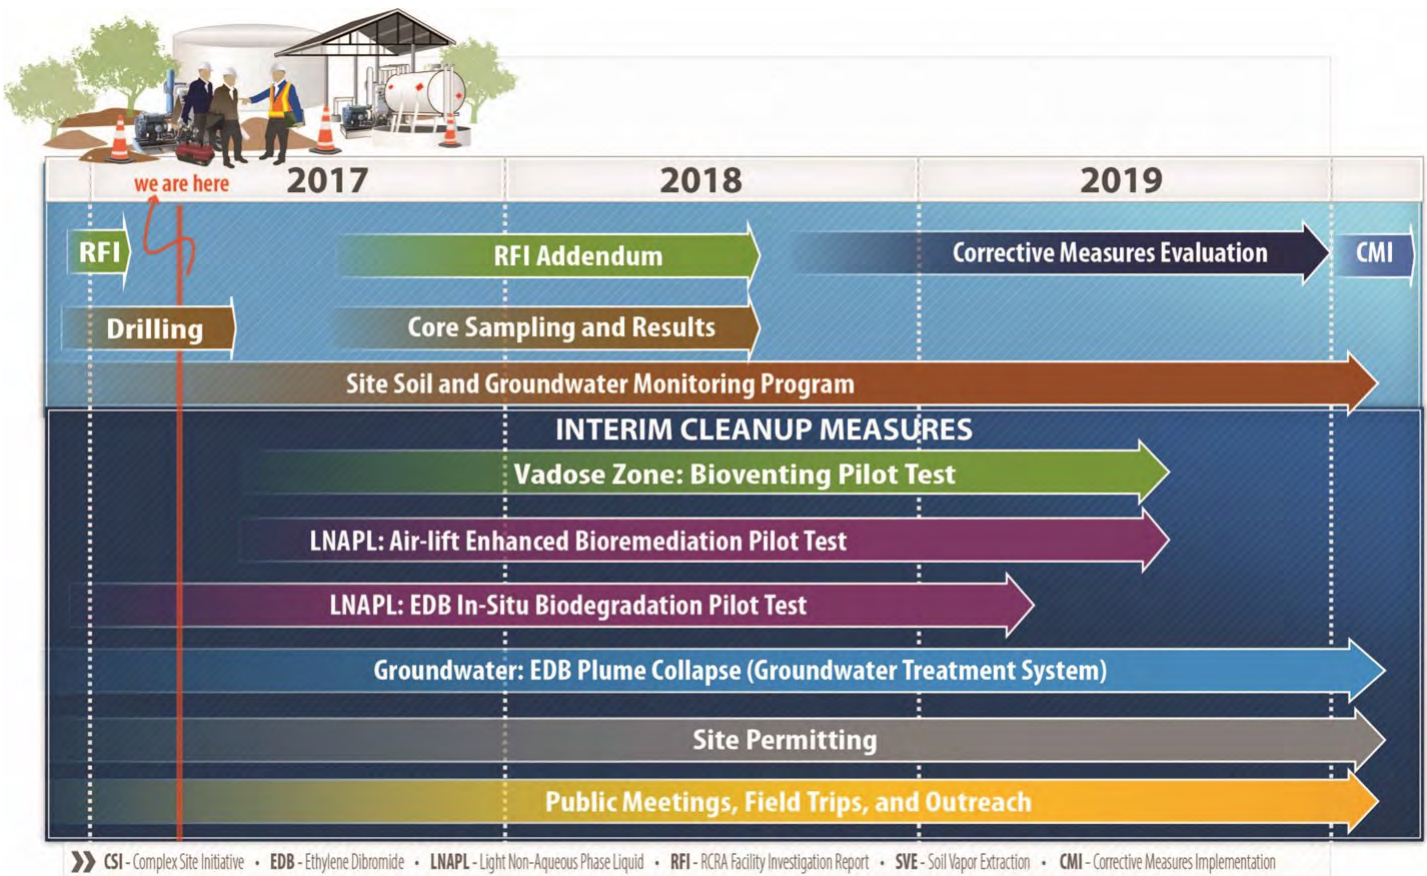 we are here
2017
2018
2019
RFI
RFI Addendum
Corrective Measures Evaluation
CMI
Drilling
Core Sampling and Results
Site Soil and Groundwater Monitoring Program
INTERIM CLEANUP MEASURES
Vadose Zone: Bioventing Pilot Test
LNAPL: Air-lift Enhanced Bioremediation Pilot Test
LNAPL: EDB In-Situ Biodegradation Pilot Test
Groundwater: EDB Plume Collapse (Groundwater Treatment System)
Site Permitting
Public Meetings, Field Trips, and Outreach
CSI - Complex Site Initiative • EDB - Ethylene Dibromide • LNAPL - Light Non-Aqueous Phase Liquid • RFI - RCRA Facility Investigation Report • SVE - Soil Vapor Extraction • CMI - Corrective Measures Implementation